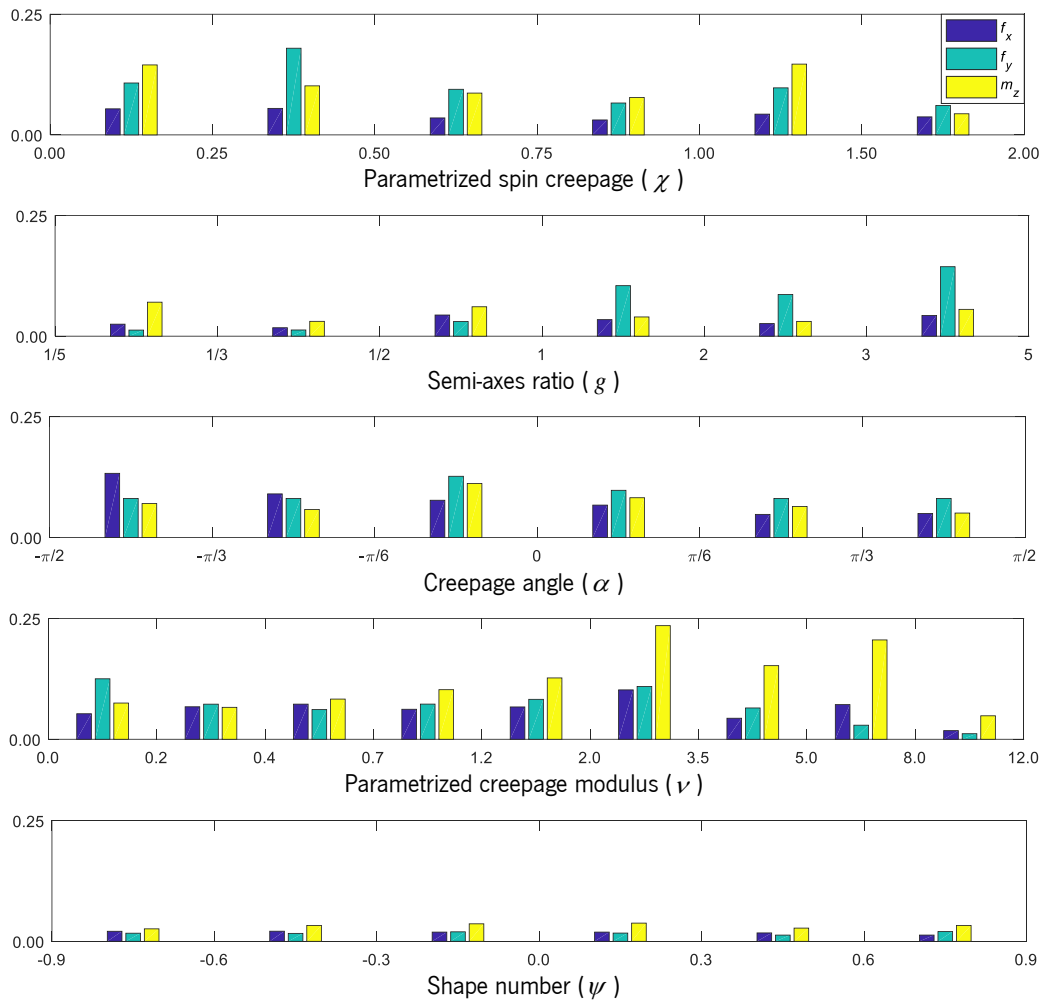 0.25
f_x
f_y
m_z
0.00
0.00 0.25 0.50 0.75 1.00 1.50 2.00
Parametrized spin creepage ( χ )
0.25
0.00
1/5 1/3 1/2 1 2 3 5
Semi-axes ratio ( g )
0.25
0.00
-π/2 -π/3 -π/6 0 π/6 π/3 π/2
Creepage angle ( α )
0.25
0.00
0.0 0.2 0.4 0.7 1.2 2.0 3.5 5.0 8.0 12.0
Parametrized creepage modulus ( ν )
0.25
0.00
-0.9 -0.6 -0.3 0.0 0.3 0.6 0.9
Shape number ( ψ )